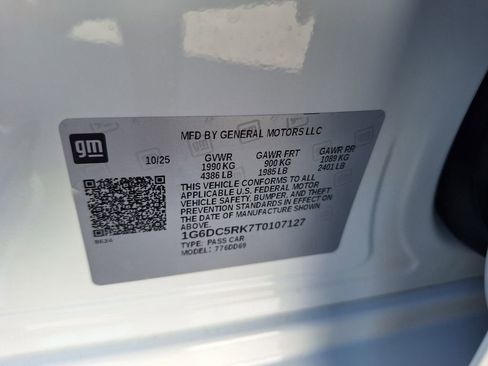 gm
MFD BY GENERAL MOTORS LLC
10/25 GVWR GAWR FRT GAWR RR
1990 KG 900 KG 1089 KG
4386 LB 1985 LB 2401 LB
THIS VEHICLE CONFORMS TO ALL
APPLICABLE U.S. FEDERAL MOTOR
VEHICLE SAFETY, BUMPER, AND THEFT
PREVENTION STANDARDS IN EFFECT ON
THE DATE OF MANUFACTURE SHOWN
ABOVE.
1G6DC5RK7T0107127
TYPE: PASS CAR
MODEL: 776DD69